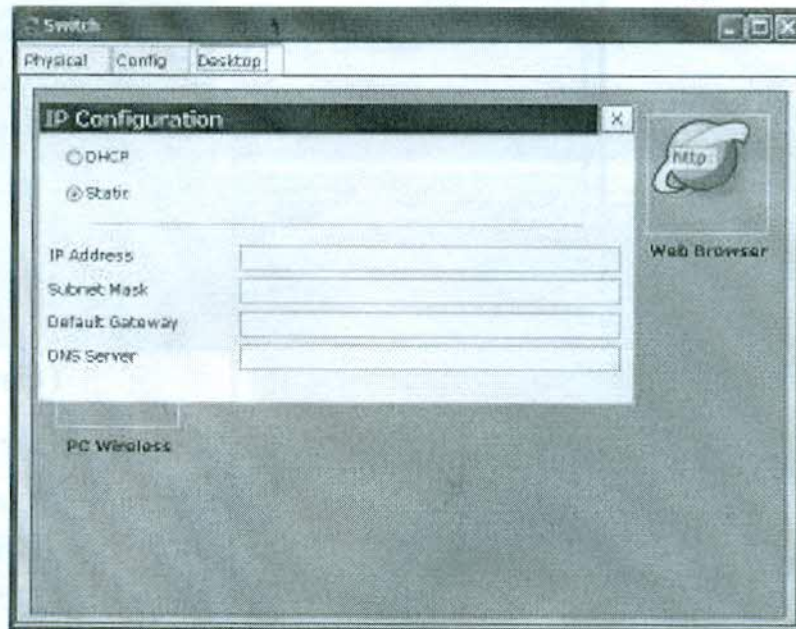 Switch
Physical Config Desktop
IP Configuration X
DHCP
Static
http:
Web Browser
IP Address
Subnet Mask
Default Gateway
DNS Server
PC Wireless